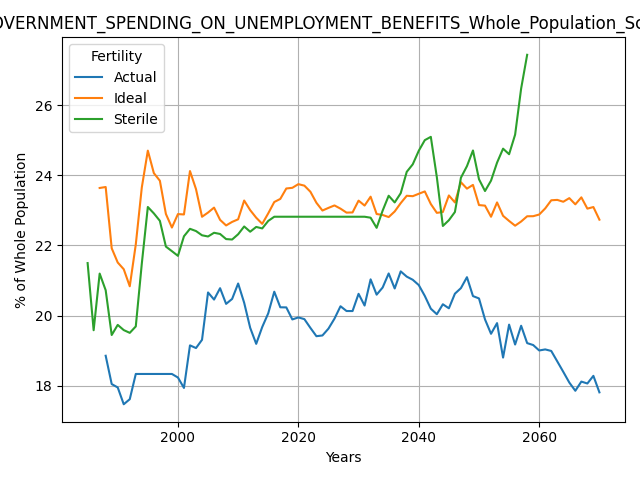 OVERNMENT_SPENDING_ON_UNEMPLOYMENT_BENEFITS_Whole_Population_So
Fertility
Actual
Ideal
Sterile
% of Whole Population
26
24
22
20
18
2000
2020
2040
2060
Years